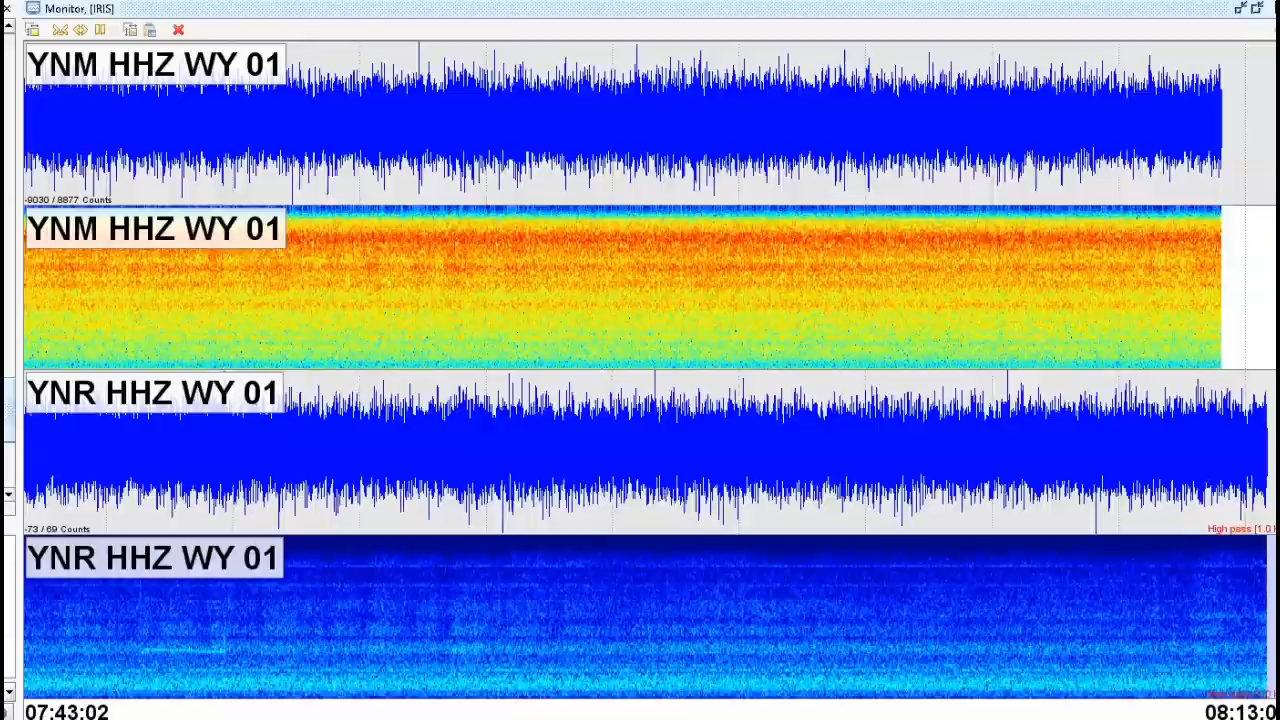 Monitor, [IRIS]
YNM HHZ WY 01
-9030 / 8877 Counts
YNM HHZ WY 01
YNR HHZ WY 01
-73 / 69 Counts
High pass [1.0
YNR HHZ WY 01
07:43:02
08:13:0